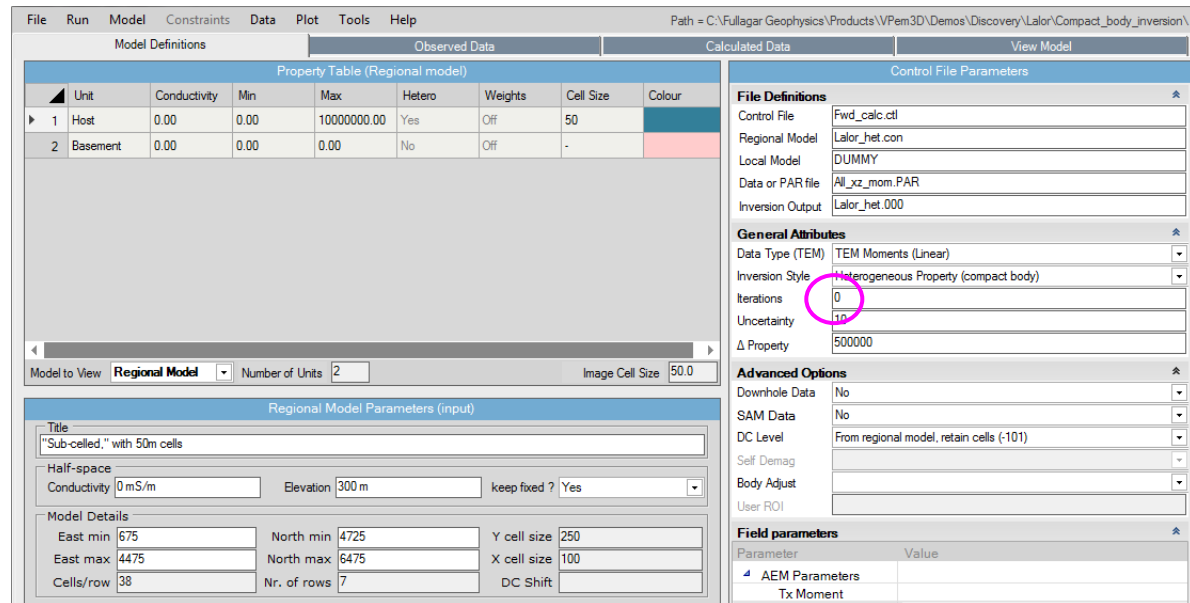 File Run Model Constraints Data Plot Tools Help Path = C:\Fullagar Geophysics\Products\VPem3D\Demos\Discovery\Lalor\Compact_body_inversion\
Model Definitions Observed Data Calculated Data View Model
Property Table (Regional model)
Unit Conductivity Min Max Hetero Weights Cell Size Colour
1 Host 0.00 0.00 10000000.00 Yes Off 50
2 Basement 0.00 0.00 0.00 No Off -
Model to View Regional Model Number of Units 2 Image Cell Size 50.0
Regional Model Parameters (input)
Title
"Sub-celled," with 50m cells
Half-space
Conductivity 0 mS/m Elevation 300 m keep fixed ? Yes
Model Details
East min 675 North min 4725 Y cell size 250
East max 4475 North max 6475 X cell size 100
Cells/row 38 Nr. of rows 7 DC Shift
Control File Parameters
File Definitions
Control File Fwd_calc.ctl
Regional Model Lalor_het.con
Local Model DUMMY
Data or PAR file All_xz_mom.PAR
Inversion Output Lalor_het.000
General Attributes
Data Type (TEM) TEM Moments (Linear)
Inversion Style Heterogeneous Property (compact body)
Iterations 0
Uncertainty 10
Δ Property 500000
Advanced Options
Downhole Data No
SAM Data No
DC Level From regional model, retain cells (-101)
Self Demag
Body Adjust
User ROI
Field parameters
Parameter Value
AEM Parameters
Tx Moment